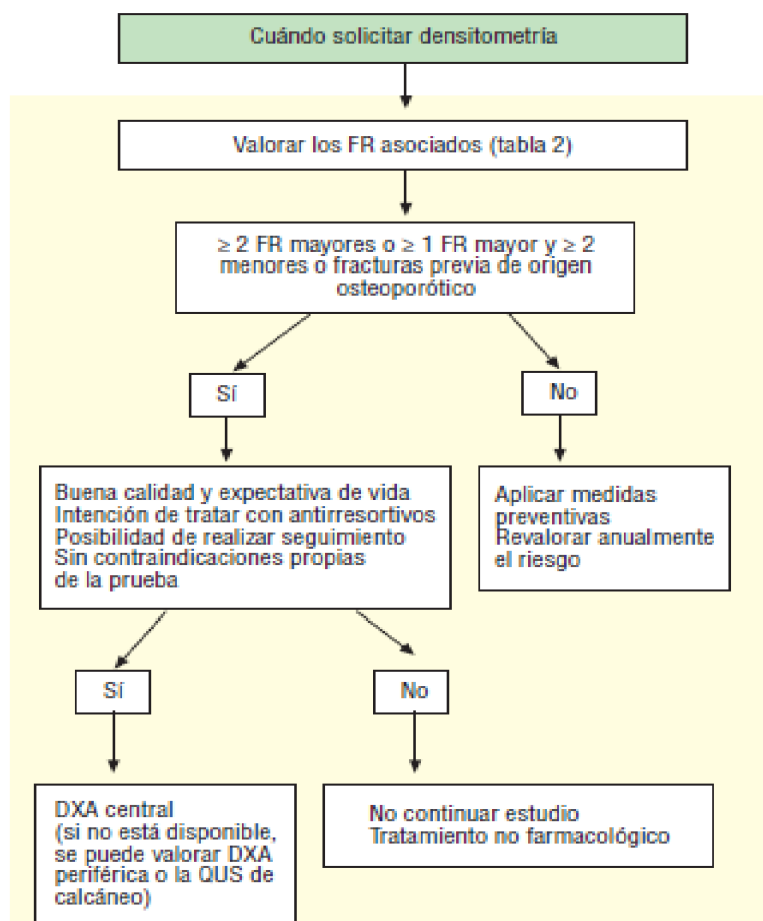 Cuándo solicitar densitometría
Valorar los FR asociados (tabla 2)
≥ 2 FR mayores o ≥ 1 FR mayor y ≥ 2
menores o fracturas previa de origen
osteoporótico
Sí
No
Buena calidad y expectativa de vida
Intención de tratar con antirresortivos
Posibilidad de realizar seguimiento
Sin contraindicaciones propias
de la prueba
Aplicar medidas
preventivas
Revalorar anualmente
el riesgo
Sí
No
DXA central
(si no está disponible,
se puede valorar DXA
periférica o la QUS de
calcáneo)
No continuar estudio
Tratamiento no farmacológico